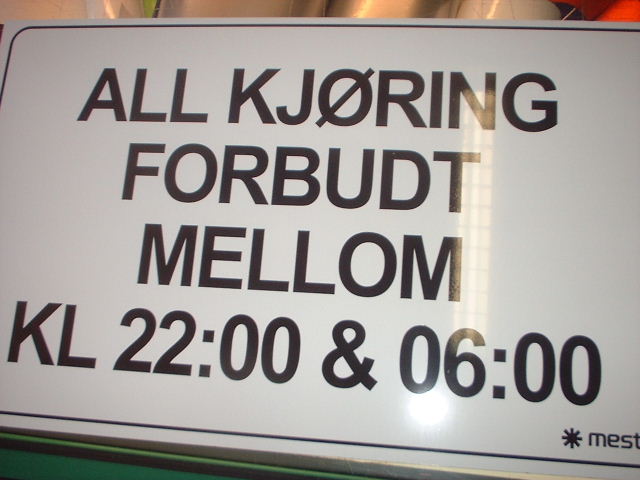 ALL KJØRING
FORBUDT
MELLOM
KL 22:00 & 06:00